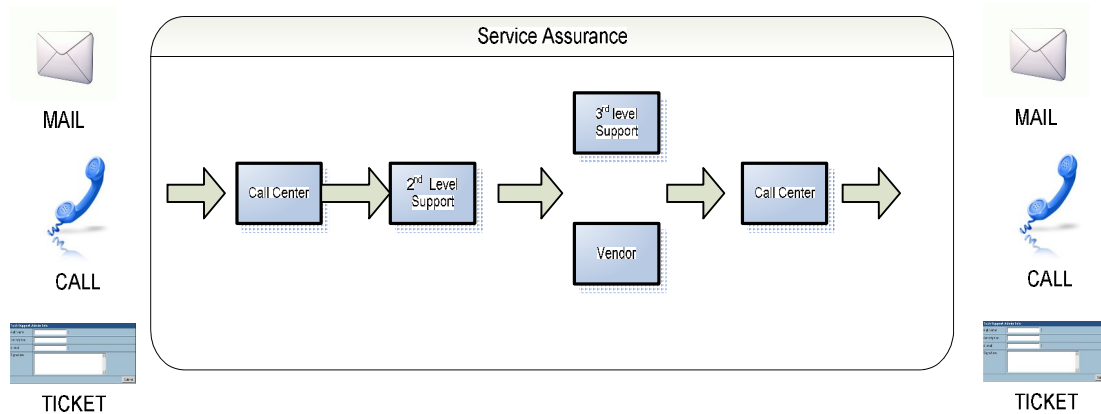 Service Assurance
MAIL
CALL
TICKET
Call Center
2nd Level
Support
3rd level
Support
Vendor
Call Center
MAIL
CALL
TICKET